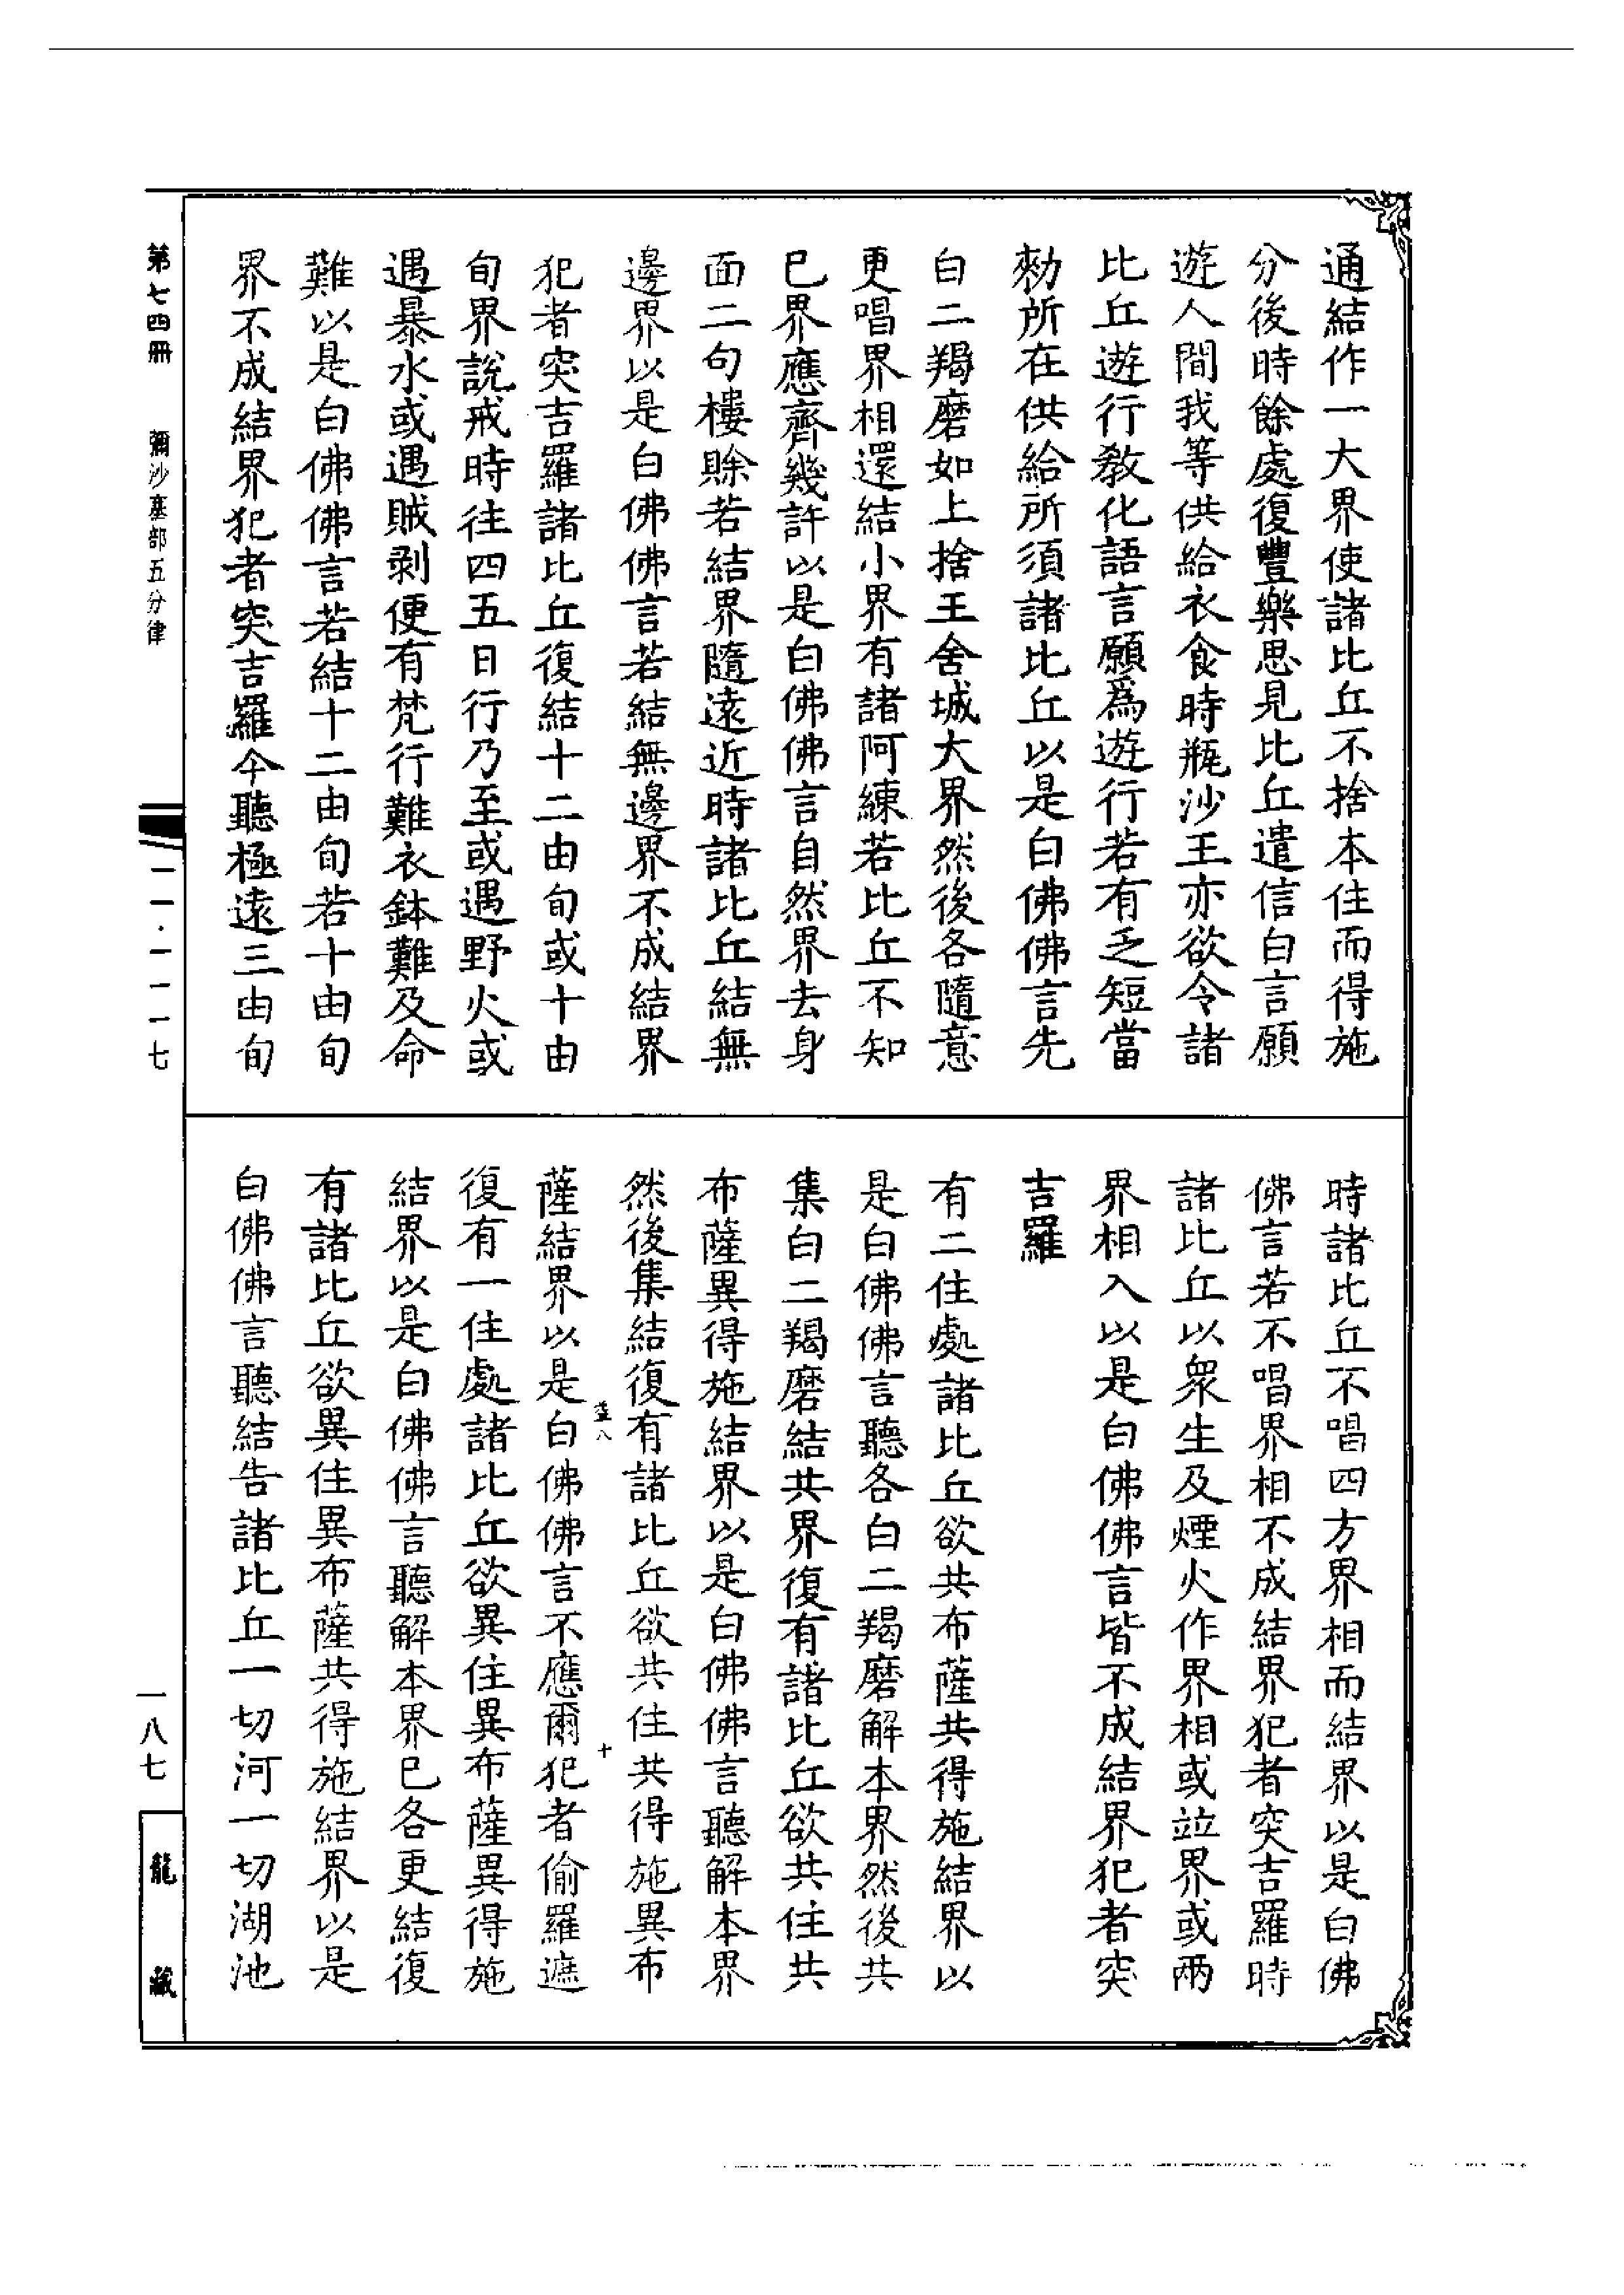 通結作一大界使諸比丘不捨本住而得施
分後時餘處復豐樂思見比丘遣信白言願
遊人間我等供給衣食時瓶沙王亦欲令諸
比丘遊行教化語言願爲遊行若有乏短當
勑所在供給所須諸比丘以是白佛佛言先
白二羯磨如上捨王舍城大界然後各隨意
更唱界相還結小界有諸阿練若比丘不知
已界應齊幾許以是白佛佛言自然界去身
面二句樓賖若結界隨遠近時諸比丘結無
邊界以是白佛佛言若結無邊界不成結界
犯者突吉羅諸比丘復結十二由旬或十由
旬界說戒時往四五日行乃至或遇野火或
遇暴水或遇賊剥便有梵行難衣鉢難及命
難以是白佛佛言若結十二由旬若十由旬
界不成結界犯者突吉羅今聽極遠三由旬
時諸比丘不唱四方界相而結界以是白佛
佛言若不唱界相不成結界犯者突吉羅時
諸比丘以衆生及煙火作界相或竝界或兩
界相入以是白佛佛言皆不成結界犯者突
吉羅
有二住處諸比丘欲共布薩共得施結界以
是白佛佛言聽各白二羯磨解本界然後共
集白二羯磨結共界復有諸比丘欲共住共
布薩異得施結界以是白佛佛言聽解本界
然後集結復有諸比丘欲共住共得施異布
十
薩結界以是白佛佛言不應爾犯者偷羅遮
復有一住處諸比丘欲異住異布薩異得施
結界以是白佛佛言聽解本界已各更結復
有諸比丘欲異住異布薩共得施結界以是
白佛佛言聽結告諸比丘一切河一切湖池
第七四冊 彌沙塞部五分律
二一·一一一七
一八七
龍藏